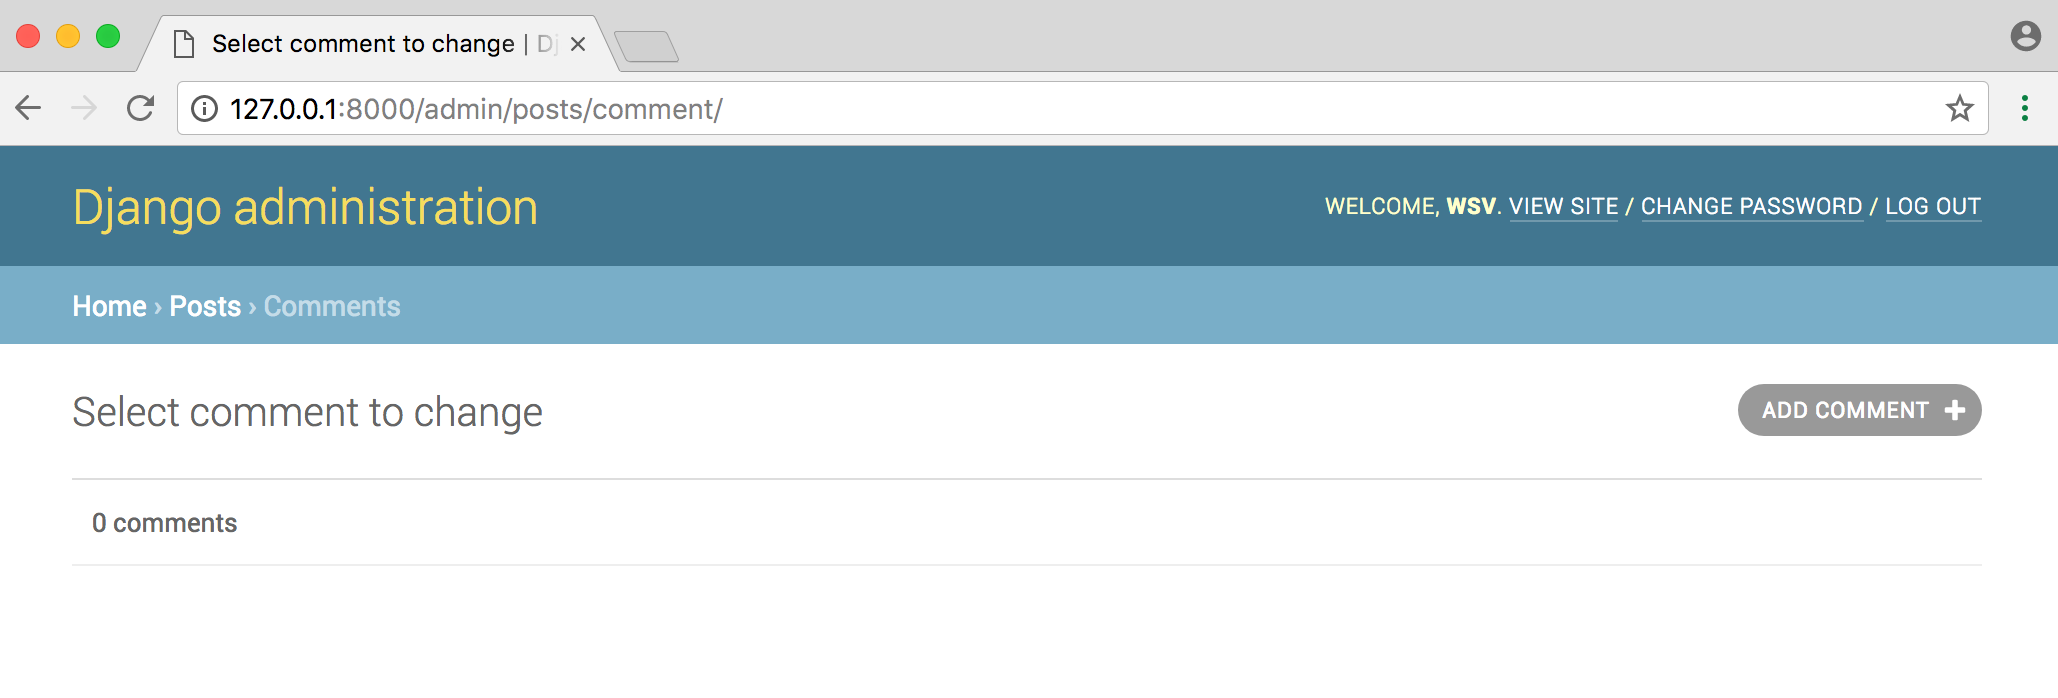 Select comment to change | Dj
127.0.0.1:8000/admin/posts/comment/
Django administration
WELCOME, WSV. VIEW SITE / CHANGE PASSWORD / LOG OUT
Home › Posts › Comments
Select comment to change
ADD COMMENT +
0 comments